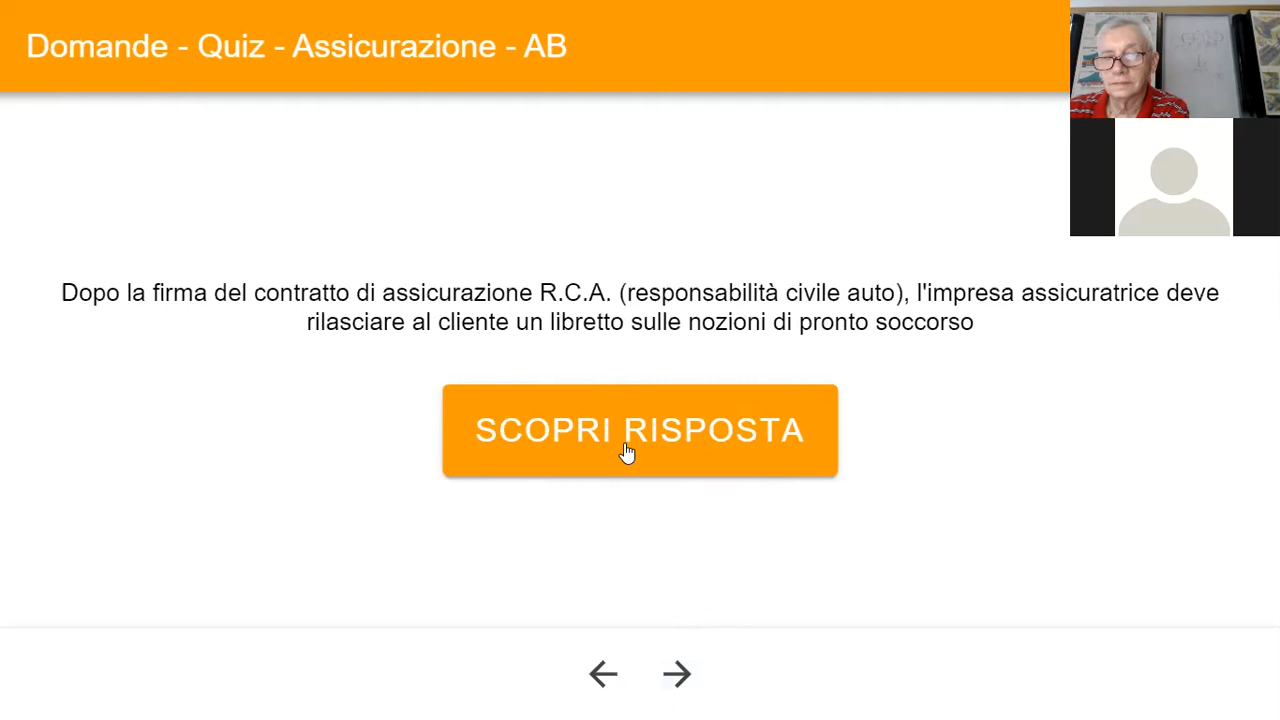 Domande - Quiz - Assicurazione - AB
Dopo la firma del contratto di assicurazione R.C.A. (responsabilità civile auto), l'impresa assicuratrice deve
rilasciare al cliente un libretto sulle nozioni di pronto soccorso
SCOPRI RISPOSTA